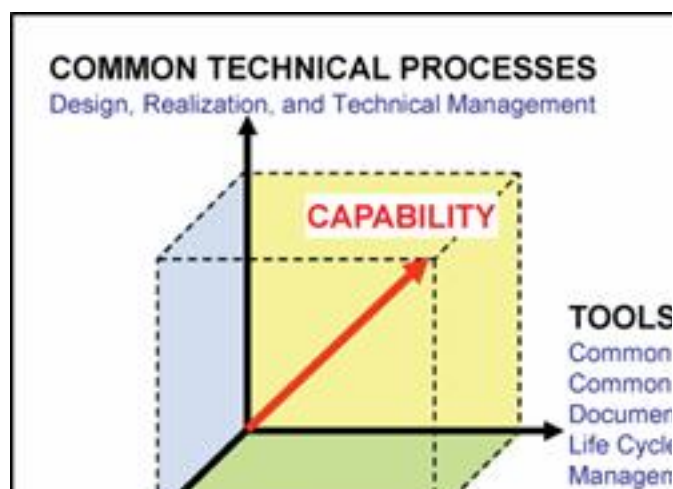 COMMON TECHNICAL PROCESSES
Design, Realization, and Technical Management
CAPABILITY
TOOLS
Common
Common
Life Cycle